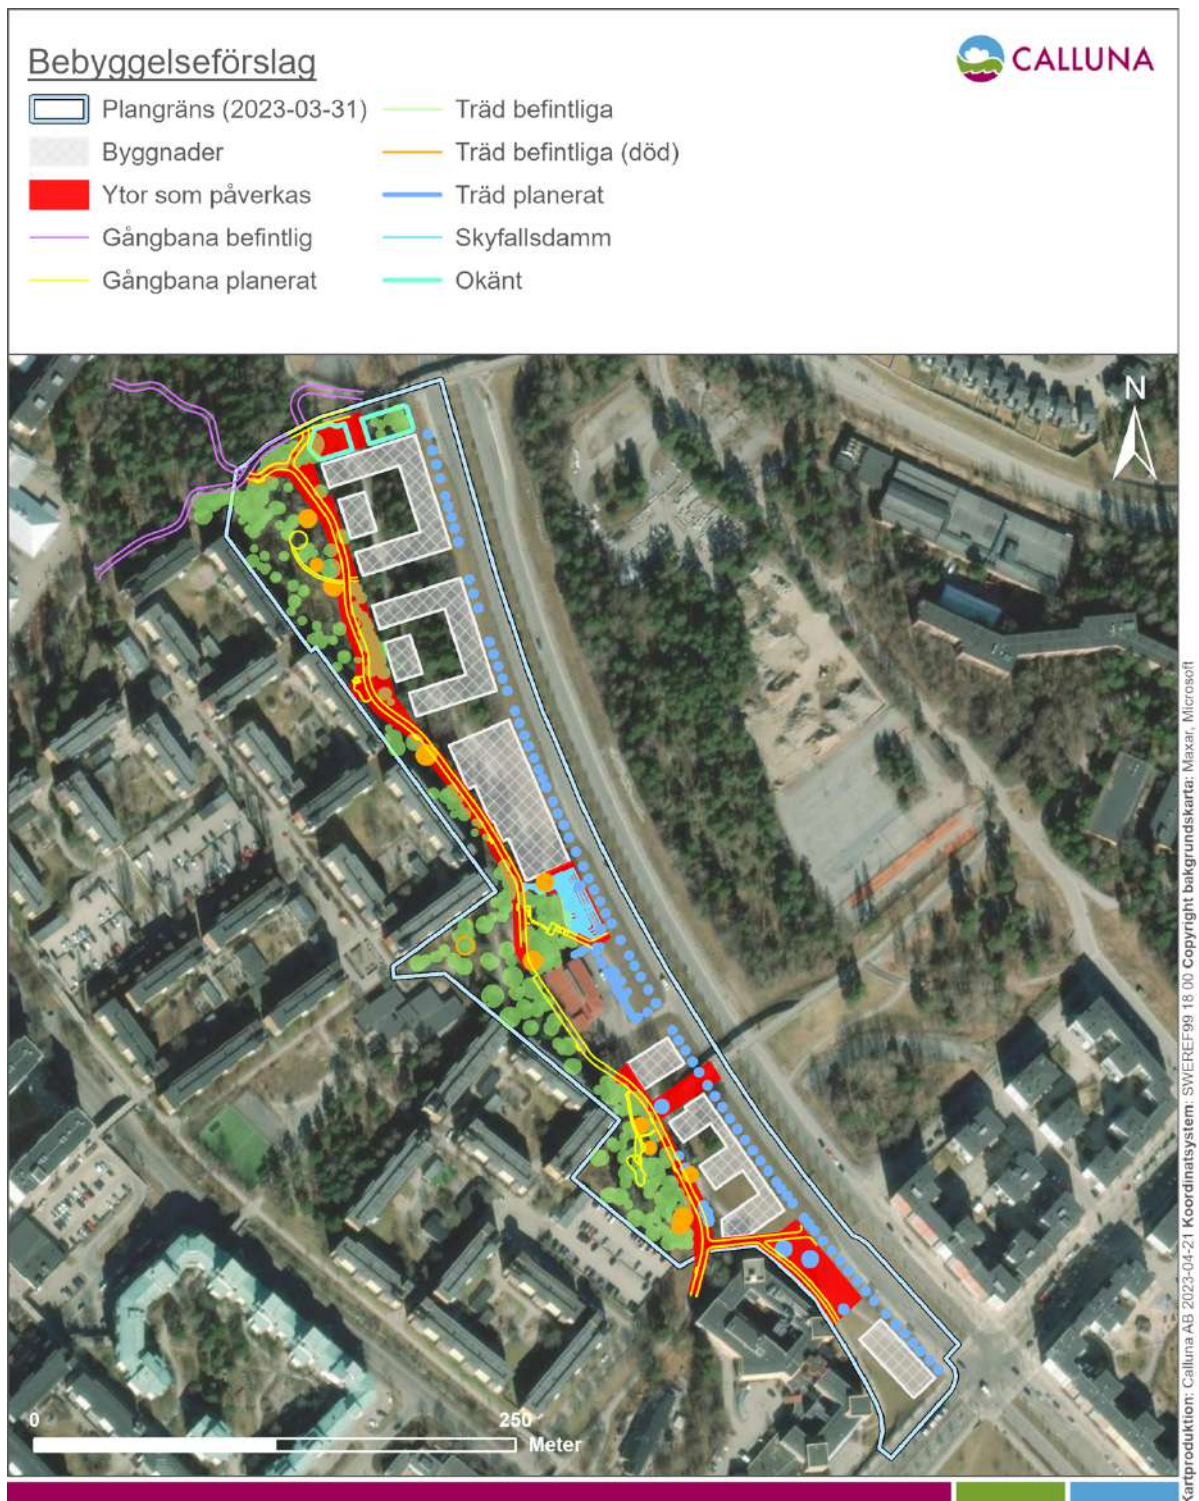 Bebyggelseförslag
CALLUNA
Plangräns (2023-03-31)
Byggnader
Ytor som påverkas
Gångbana befintlig
Gångbana planerat
Träd befintliga
Träd befintliga (död)
Träd planerat
Skyfallsdamm
Okänt
N
0 250
Meter
Kartproduktion: Calluna AB 2023-04-21 Koordinatsystem: SWEREF99 18 00 Copyright bakgrundskarta: Maxar, Microsoft